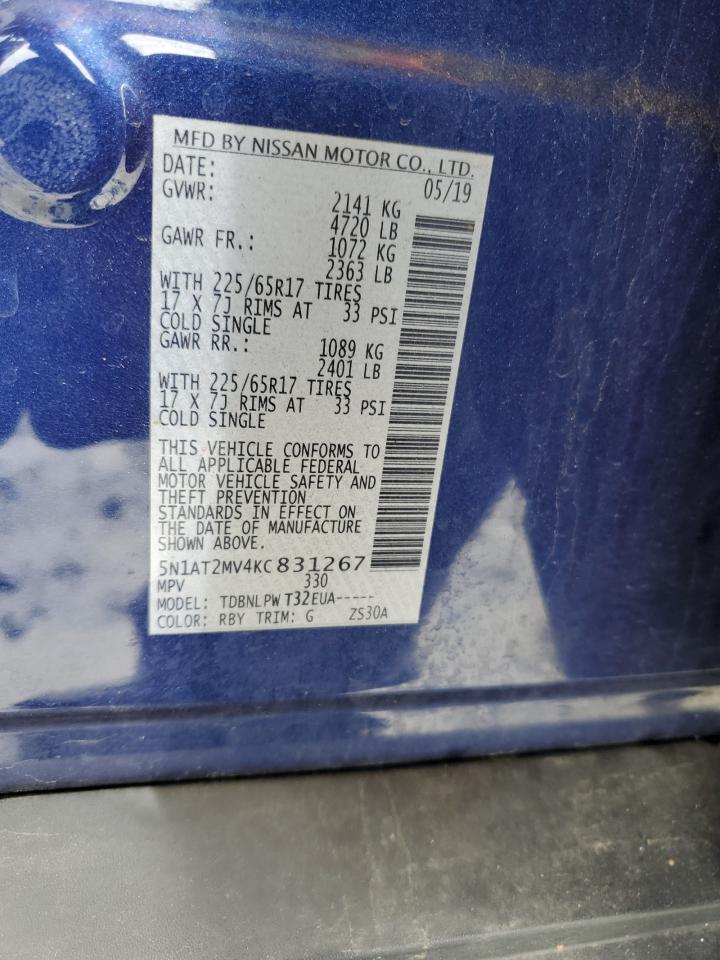 MFD BY NISSAN MOTOR CO., LTD.
DATE: 05/19
GVWR: 2141 KG
4720 LB
GAWR FR.: 1072 KG
2363 LB
WITH 225/65R17 TIRES
17 X 7J RIMS AT 33 PSI
COLD SINGLE
GAWR RR.: 1089 KG
2401 LB
WITH 225/65R17 TIRES
17 X 7J RIMS AT 33 PSI
COLD SINGLE
THIS VEHICLE CONFORMS TO
ALL APPLICABLE FEDERAL
MOTOR VEHICLE SAFETY AND
THEFT PREVENTION
STANDARDS IN EFFECT ON
THE DATE OF MANUFACTURE
SHOWN ABOVE.
5N1AT2MV4KC831267
MPV 330
MODEL: TDBNLPW T32EUA-----
COLOR: RBY TRIM: G ZS30A